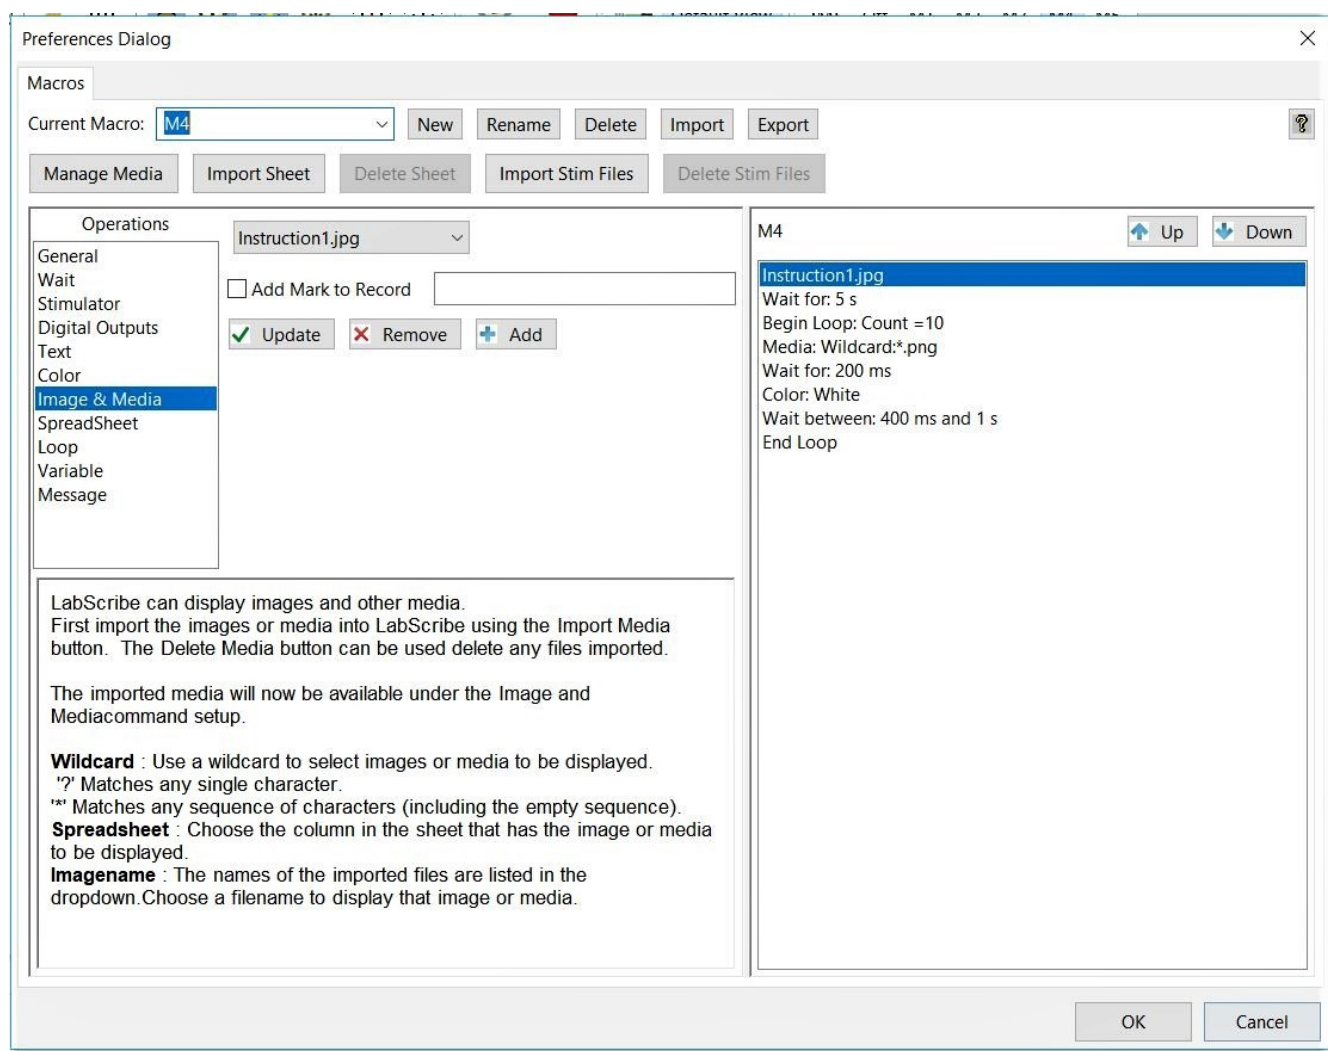 Preferences Dialog
Macros
Current Macro: M4 New Rename Delete Import Export ?
Manage Media Import Sheet Delete Sheet Import Stim Files Delete Stim Files
Operations
General
Wait
Stimulator
Digital Outputs
Text
Color
Image & Media
SpreadSheet
Loop
Variable
Message
Instruction1.jpg
Add Mark to Record
Update Remove Add
LabScribe can display images and other media.
First import the images or media into LabScribe using the Import Media
button. The Delete Media button can be used delete any files imported.
The imported media will now be available under the Image and
Mediacommand setup.
Wildcard : Use a wildcard to select images or media to be displayed.
'?' Matches any single character.
'*' Matches any sequence of characters (including the empty sequence).
Spreadsheet : Choose the column in the sheet that has the image or media
to be displayed.
Imagename : The names of the imported files are listed in the
dropdown.Choose a filename to display that image or media.
M4 Up Down
Instruction1.jpg
Wait for: 5 s
Begin Loop: Count =10
Media: Wildcard:*.png
Wait for: 200 ms
Color: White
Wait between: 400 ms and 1 s
End Loop
OK Cancel